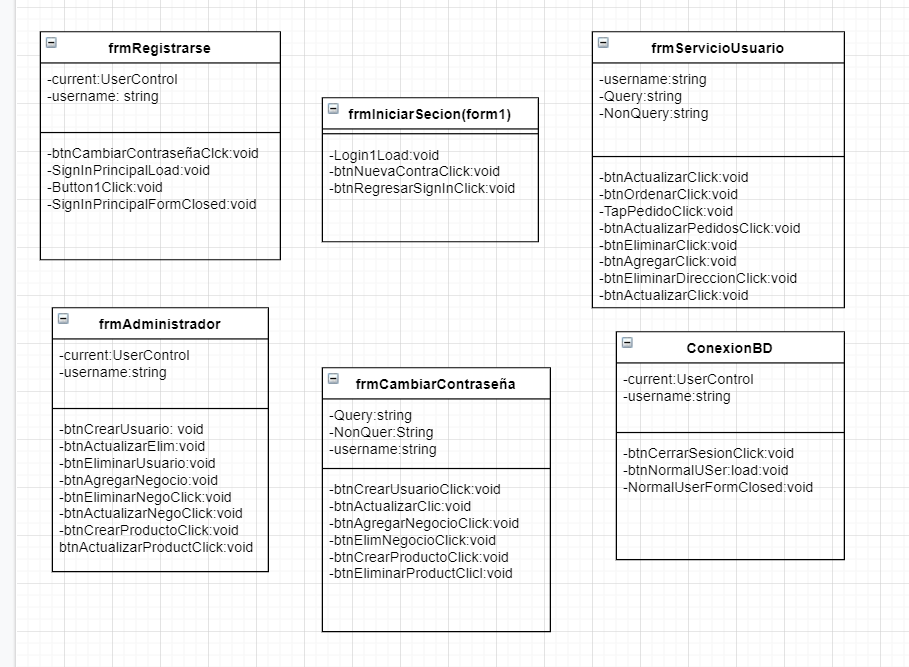 frmRegistrarse
-current:UserControl
-username: string
-btnCambiarContraseñaClck:void
-SignInPrincipalLoad:void
-Button1Click:void
-SignInPrincipalFormClosed:void
frmIniciarSecion(form1)
-Login1Load:void
-btnNuevaContraClick:void
-btnRegresarSignInClick:void
frmServicioUsuario
-username:string
-Query:string
-NonQuery:string
-btnActualizarClick:void
-btnOrdenarClick:void
-TapPedidoClick:void
-btnActualizarPedidosClick:void
-btnEliminarClick:void
-btnAgregarClick:void
-btnEliminarDireccionClick:void
-btnActualizarClick:void
frmAdministrador
-current:UserControl
-username:string
-btnCrearUsuario: void
-btnActualizarElim:void
-btnEliminarUsuario:void
-btnAgregarNegocio:void
-btnEliminarNegoClick:void
-btnActualizarNegoClick:void
-btnCrearProductoClick:void
btnActualizarProductClick:void
frmCambiarContraseña
-Query:string
-NonQuer:String
-username:string
-btnCrearUsuarioClick:void
-btnActualizarClic:void
-btnAgregarNegocioClick:void
-btnElimNegocioClick:void
-btnCrearProductoClick:void
-btnEliminarProductClicl:void
ConexionBD
-current:UserControl
-username:string
-btnCerrarSesionClick:void
-btnNormalUSer:load:void
-NormalUserFormClosed:void